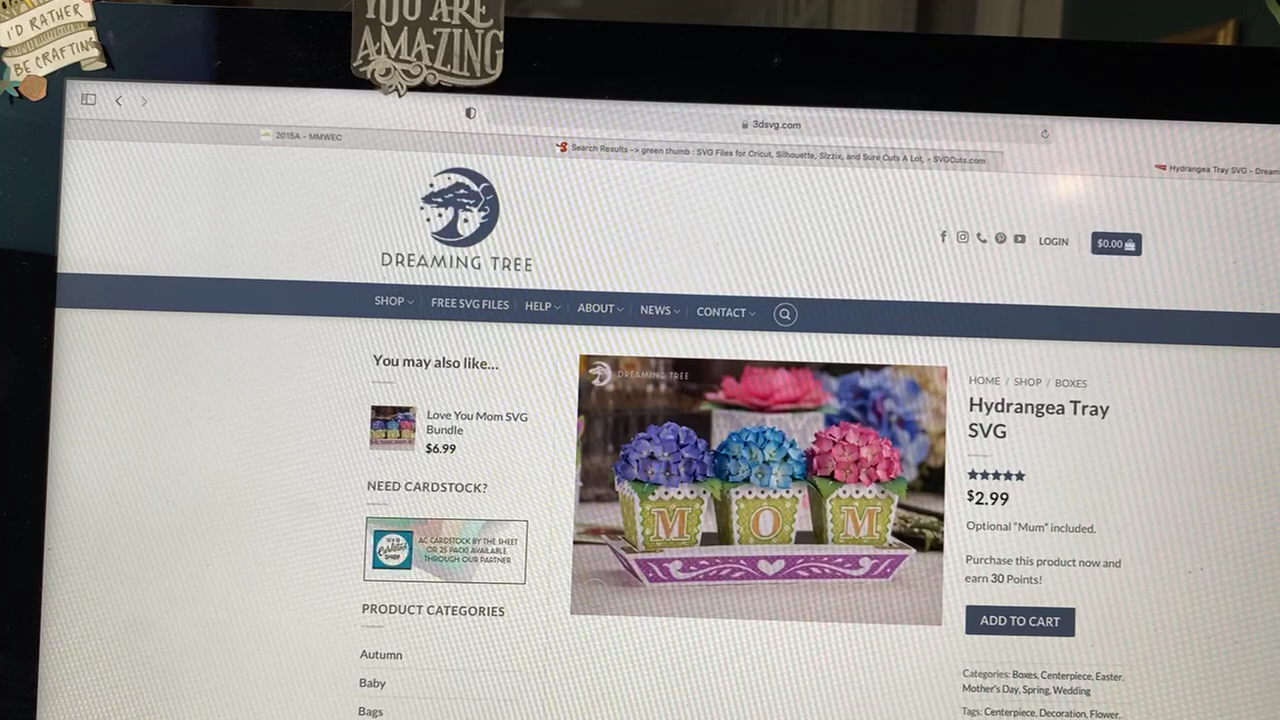 I'D RATHER
BE CRAFTING
YOU ARE
AMAZING
3dsvg.com
2015A - MMWEC
Search Results -> green thumb : SVG Files for Cricut, Silhouette, Sizzix, and Sure Cuts A Lot, - SVGCuts.com
Hydrangea Tray SVG - Dream
DREAMING TREE
LOGIN
$0.00
SHOP
FREE SVG FILES
HELP
ABOUT
NEWS
CONTACT
You may also like...
Love You Mom SVG
Bundle
$6.99
NEED CARDSTOCK?
Cardstock
SHOP
AC CARDSTOCK BY THE SHEET
OR 25 PACK! AVAILABLE
THROUGH OUR PARTNER
PRODUCT CATEGORIES
Autumn
Baby
Bags
DREAMING TREE
M O M
HOME / SHOP / BOXES
Hydrangea Tray
SVG
$2.99
Optional "Mum" included.
Purchase this product now and
earn 30 Points!
ADD TO CART
Categories: Boxes, Centerpiece, Easter,
Mother's Day, Spring, Wedding
Tags: Centerpiece, Decoration, Flower,